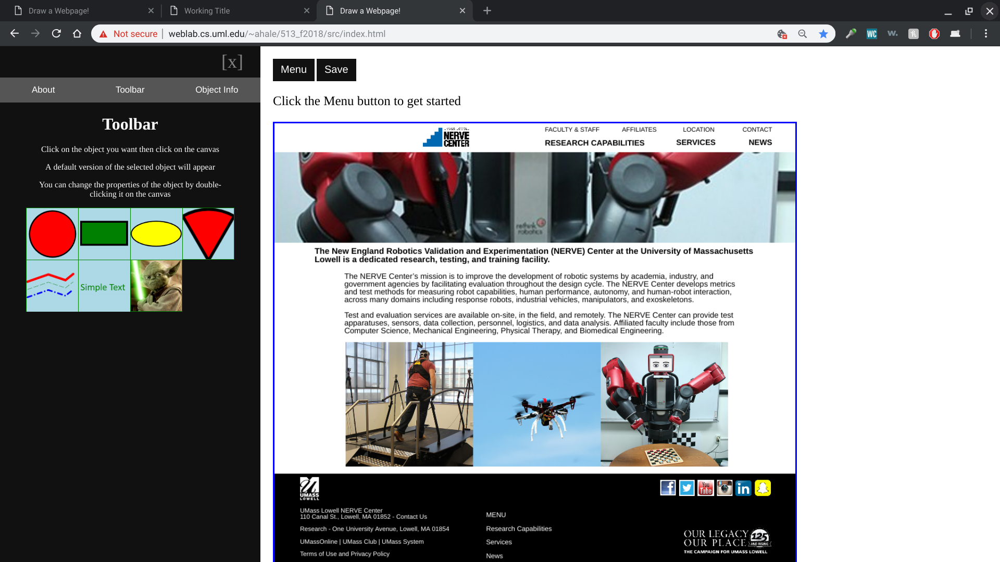 Draw a Webpage!
Working Title
Draw a Webpage!
Not secure
weblab.cs.uml.edu/~ahale/513_f2018/src/index.html
WC
w.
h
[x]
About Toolbar Object Info
Toolbar
Click on the object you want then click on the canvas
A default version of the selected object will appear
You can change the properties of the object by double-
clicking it on the canvas
Simple Text
Menu Save
Click the Menu button to get started
NERVE
CENTER
FACULTY & STAFF AFFILIATES LOCATION CONTACT
RESEARCH CAPABILITIES SERVICES NEWS
rethink
robotics
The New England Robotics Validation and Experimentation (NERVE) Center at the University of Massachusetts
Lowell is a dedicated research, testing, and training facility.
The NERVE Center’s mission is to improve the development of robotic systems by academia, industry, and
government agencies by facilitating evaluation throughout the design cycle. The NERVE Center develops metrics
and test methods for measuring robot capabilities, human performance, autonomy, and human-robot interaction,
across many domains including response robots, industrial vehicles, manipulators, and exoskeletons.
Test and evaluation services are available on-site, in the field, and remotely. The NERVE Center can provide test
apparatuses, sensors, data collection, personnel, logistics, and data analysis. Affiliated faculty include those from
Computer Science, Mechanical Engineering, Physical Therapy, and Biomedical Engineering.
UMASS
LOWELL
You
Tube
in
UMass Lowell NERVE Center
110 Canal St., Lowell, MA 01852 - Contact Us
Research - One University Avenue, Lowell, MA 01854
UMassOnline | UMass Club | UMass System
Terms of Use and Privacy Policy
MENU
Research Capabilities
Services
News
OUR LEGACY
OUR PLACE
125
AND RISING
THE CAMPAIGN FOR UMASS LOWELL